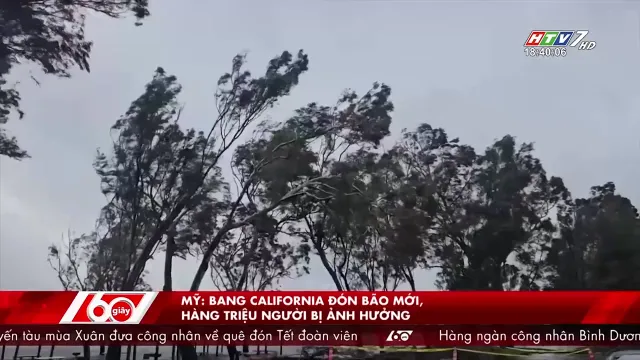 HTV7 HD
18:40:06
60 giây
MỸ: BANG CALIFORNIA ĐÓN BÃO MỚI,
HÀNG TRIỆU NGƯỜI BỊ ẢNH HƯỞNG
yến tàu mùa Xuân đưa công nhân về quê đón Tết đoàn viên 60 Hàng ngàn công nhân Bình Dươ